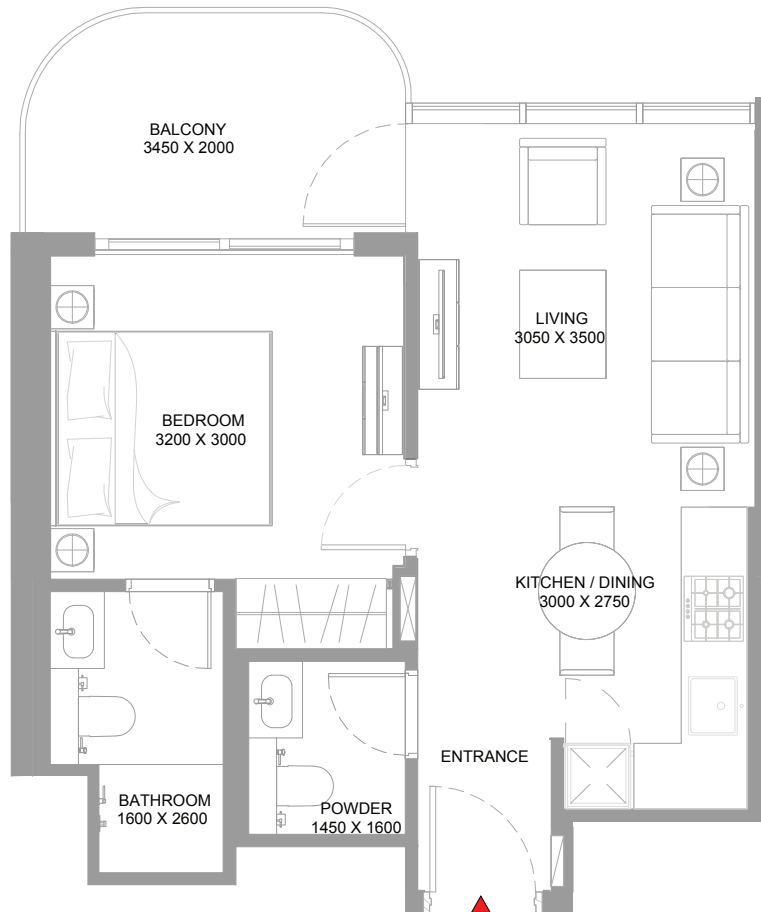 BALCONY
3450 X 2000
LIVING
3050 X 3500
BEDROOM
3200 X 3000
KITCHEN / DINING
3000 X 2750
ENTRANCE
BATHROOM
1600 X 2600
POWDER
1450 X 1600